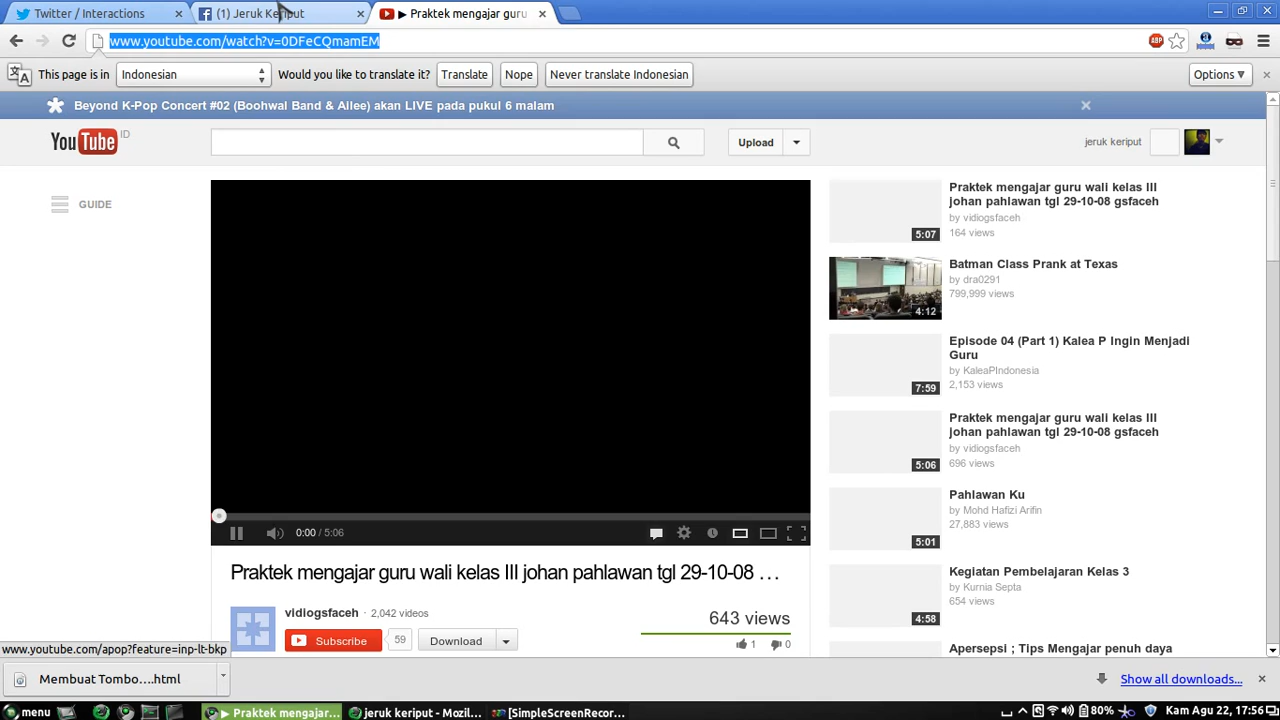 Twitter / Interactions
(1) Jeruk Keriput
▶ Praktek mengajar guru
www.youtube.com/watch?v=0DFeCQmamEM
ABP
This page is in
Indonesian
Would you like to translate it?
Translate
Nope
Never translate Indonesian
Options
Beyond K-Pop Concert #02 (Boohwal Band & Ailee) akan LIVE pada pukul 6 malam
YouTube ID
Upload
jeruk keriput
GUIDE
0:00 / 5:06
Praktek mengajar guru wali kelas III johan pahlawan tgl 29-10-08 …
vidiogsfaceh · 2,042 videos
Subscribe
59
Download
643 views
1
0
Praktek mengajar guru wali kelas III
johan pahlawan tgl 29-10-08 gsfaceh
by vidiogsfaceh
164 views
5:07
Batman Class Prank at Texas
by dra0291
799,999 views
4:12
Episode 04 (Part 1) Kalea P Ingin Menjadi
Guru
by KaleaPIndonesia
2,153 views
7:59
Praktek mengajar guru wali kelas III
johan pahlawan tgl 29-10-08 gsfaceh
by vidiogsfaceh
696 views
5:06
Pahlawan Ku
by Mohd Hafizi Arifin
27,883 views
5:01
Kegiatan Pembelajaran Kelas 3
by Kurnia Septa
654 views
4:58
Apersepsi ; Tips Mengajar penuh daya
www.youtube.com/apop?feature=inp-lt-bkp
Membuat Tombo....html
Show all downloads...
menu
▶ Praktek mengajar...
jeruk keriput - Mozil...
[SimpleScreenRecor...
80%
Kam Agu 22, 17:56